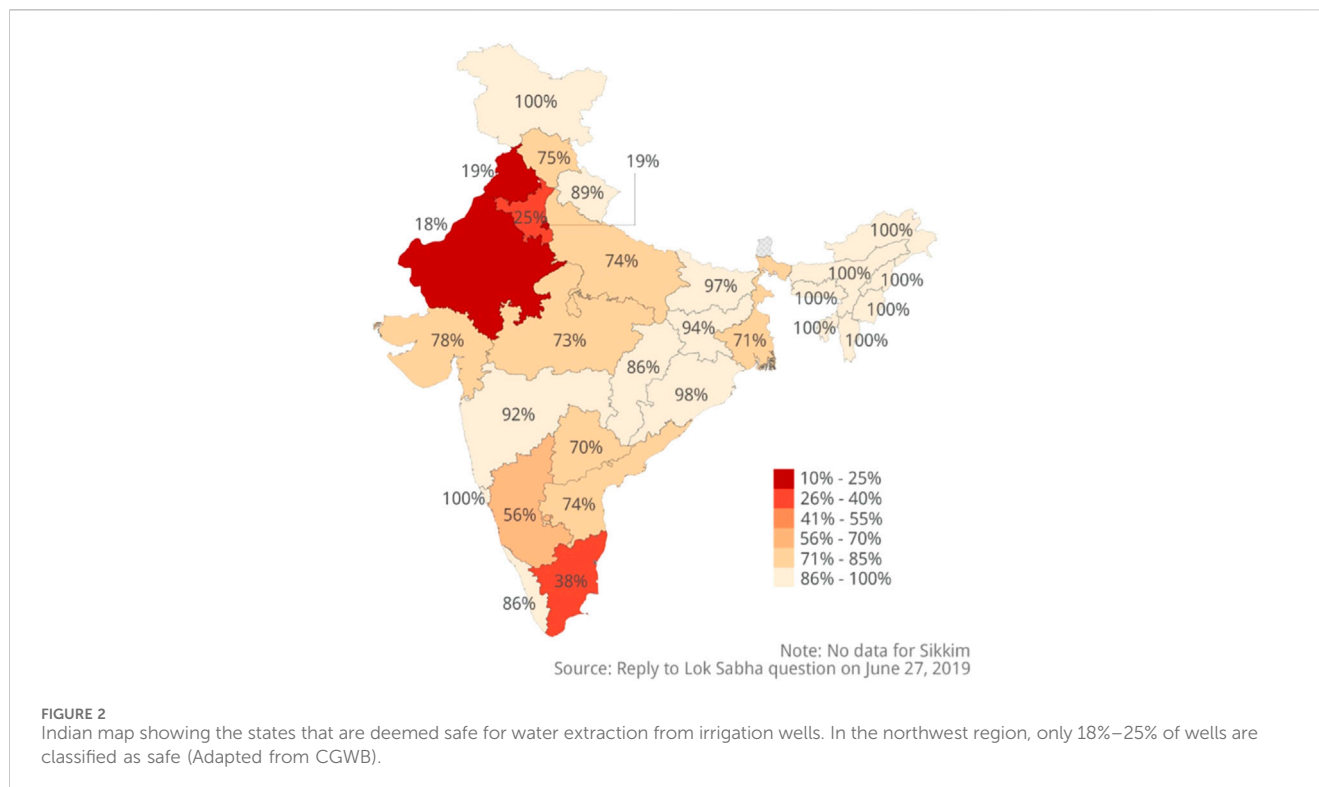 100%
75%
19%
19%
89%
25%
18%
100%
74%
100%
97%
100%
100%
100%
94%
100%
100%
78%
73%
71%
86%
98%
92%
70%
10% - 25%
26% - 40%
100%
56%
74%
41% - 55%
56% - 70%
71% - 85%
86% - 100%
38%
86%
Note: No data for Sikkim
Source: Reply to Lok Sabha question on June 27, 2019
FIGURE 2
Indian map showing the states that are deemed safe for water extraction from irrigation wells. In the northwest region, only 18%–25% of wells are
classified as safe (Adapted from CGWB).